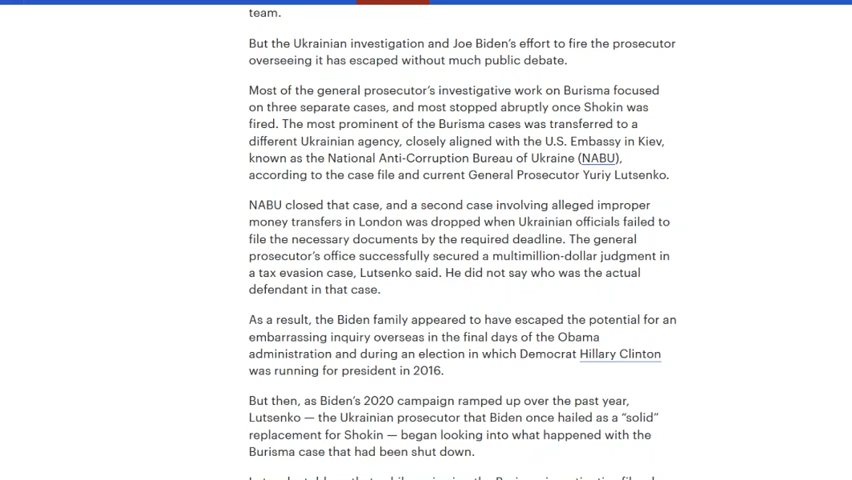 team.
But the Ukrainian investigation and Joe Biden's effort to fire the prosecutor
overseeing it has escaped without much public debate.
Most of the general prosecutor's investigative work on Burisma focused
on three separate cases, and most stopped abruptly once Shokin was
fired. The most prominent of the Burisma cases was transferred to a
different Ukrainian agency, closely aligned with the U.S. Embassy in Kiev,
known as the National Anti-Corruption Bureau of Ukraine (NABU),
according to the case file and current General Prosecutor Yuriy Lutsenko.
NABU closed that case, and a second case involving alleged improper
money transfers in London was dropped when Ukrainian officials failed to
file the necessary documents by the required deadline. The general
prosecutor's office successfully secured a multimillion-dollar judgment in
a tax evasion case, Lutsenko said. He did not say who was the actual
defendant in that case.
As a result, the Biden family appeared to have escaped the potential for an
embarrassing inquiry overseas in the final days of the Obama
administration and during an election in which Democrat Hillary Clinton
was running for president in 2016.
But then, as Biden's 2020 campaign ramped up over the past year,
Lutsenko — the Ukrainian prosecutor that Biden once hailed as a "solid"
replacement for Shokin — began looking into what happened with the
Burisma case that had been shut down.